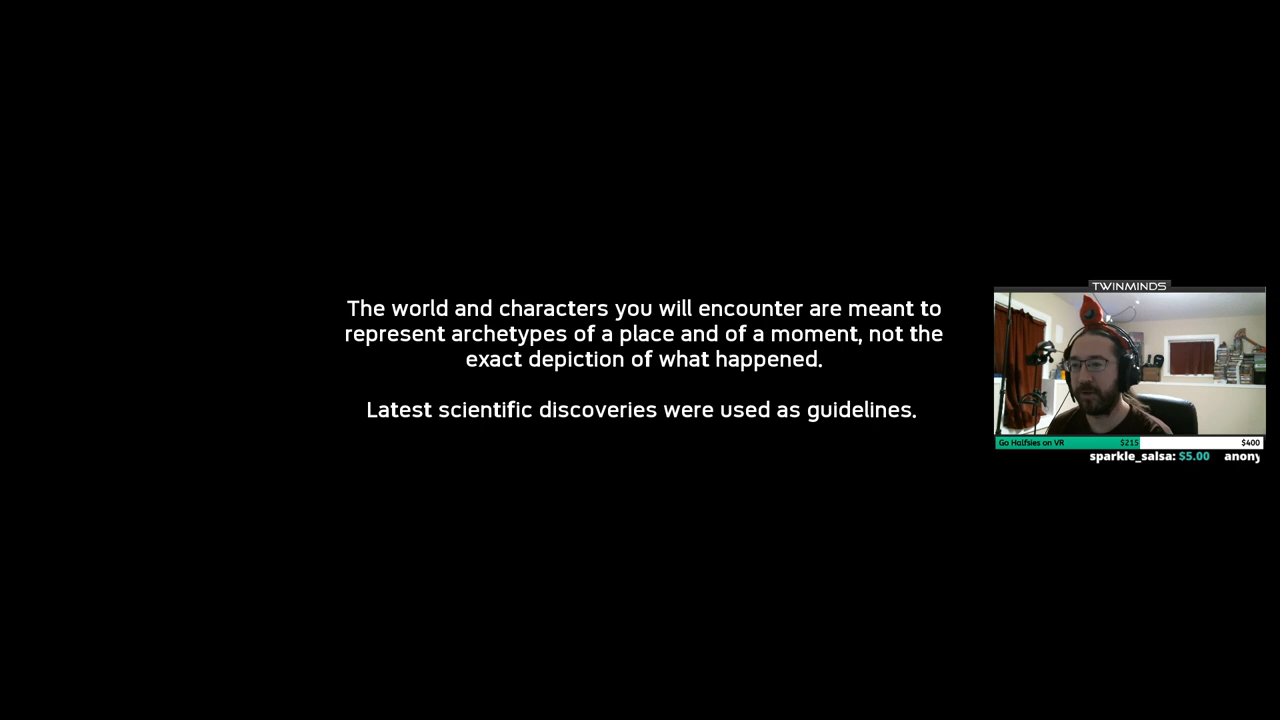 The world and characters you will encounter are meant to
represent archetypes of a place and of a moment, not the
exact depiction of what happened.
Latest scientific discoveries were used as guidelines.
TWINMINDS
Go Halfsies on VR $215 $400
sparkle_salsa: $5.00 anony